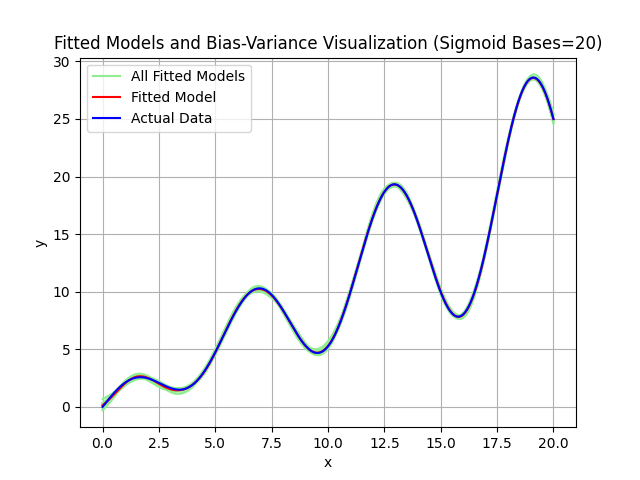 Fitted Models and Bias-Variance Visualization (Sigmoid Bases=20)
All Fitted Models
Fitted Model
Actual Data
30
25
20
15
10
5
0
y
0.0 2.5 5.0 7.5 10.0 12.5 15.0 17.5 20.0
x